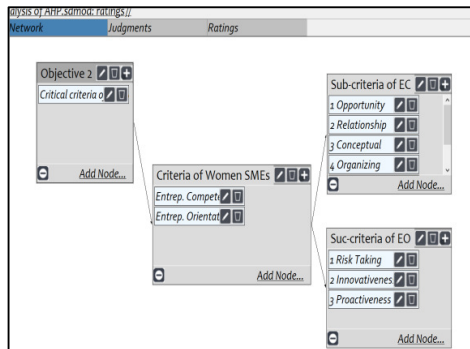 alysis of AHP.sdmod: ratings//
Network Judgments Ratings
Objective 2
Critical criteria o
Add Node...
Criteria of Women SMEs
Entrep. Compete
Entrep. Orientat
Add Node...
Sub-criteria of EC
1 Opportunity
2 Relationship
3 Conceptual
4 Organizing
Add Node...
Suc-criteria of EO
1 Risk Taking
2 Innovativenes
3 Proactiveness
Add Node...